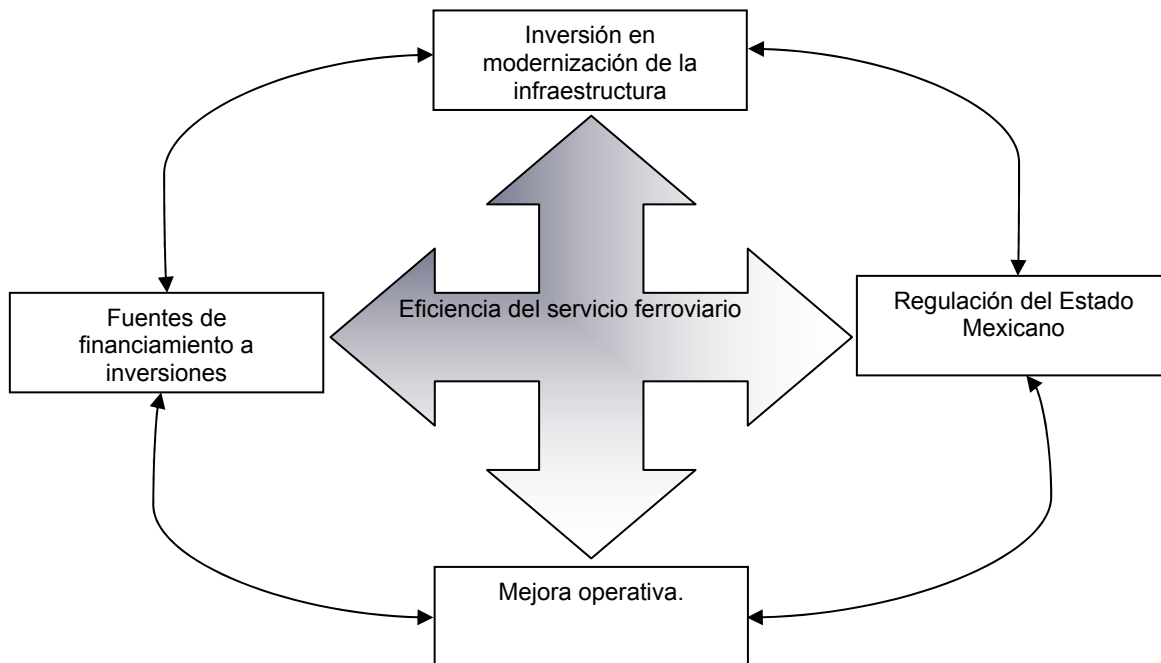 Inversión en
modernización de la
infraestructura
Fuentes de
financiamiento a
inversiones
Eficiencia del servicio ferroviario
Regulación del Estado
Mexicano
Mejora operativa.